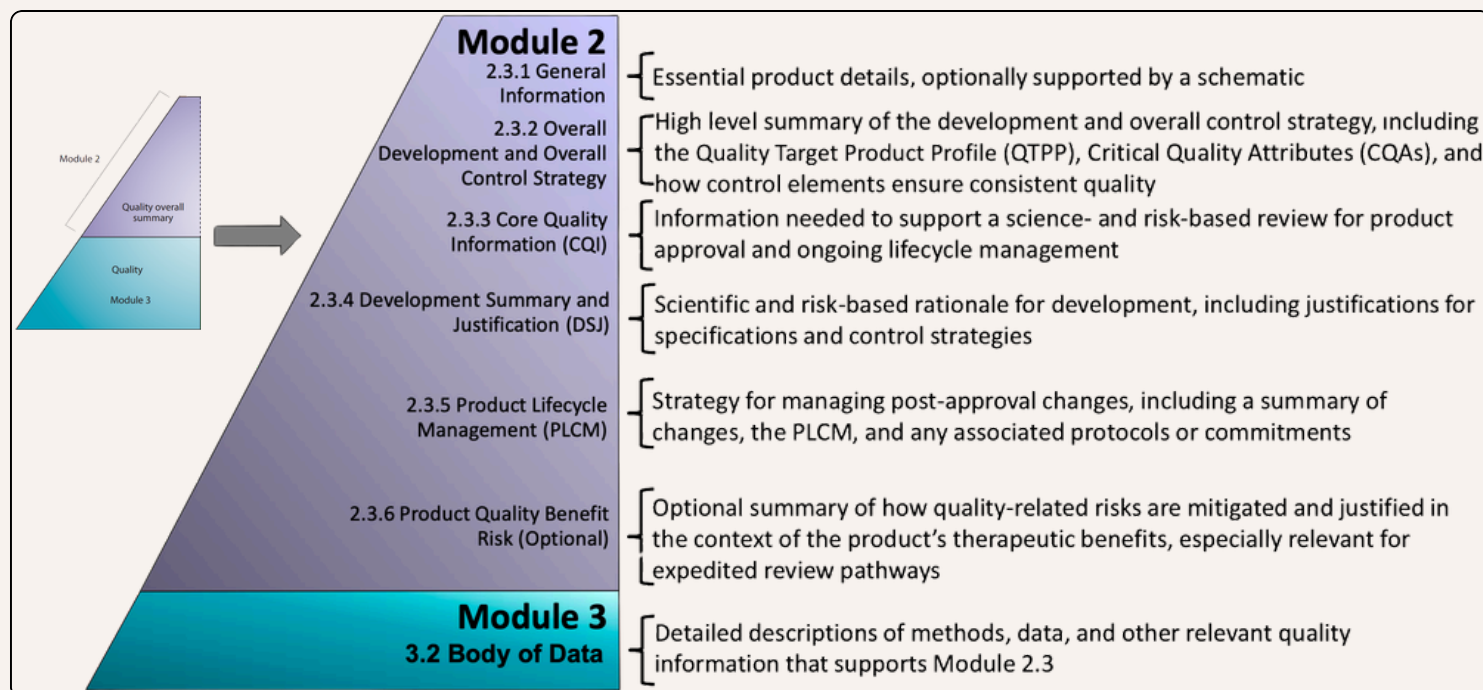 Module 2
Quality overall
summary
Quality
Module 3
Module 2
2.3.1 General
Information
Essential product details, optionally supported by a schematic
2.3.2 Overall
Development and Overall
Control Strategy
High level summary of the development and overall control strategy, including
the Quality Target Product Profile (QTPP), Critical Quality Attributes (CQAs), and
how control elements ensure consistent quality
2.3.3 Core Quality
Information (CQI)
Information needed to support a science- and risk-based review for product
approval and ongoing lifecycle management
2.3.4 Development Summary and
Justification (DSJ)
Scientific and risk-based rationale for development, including justifications for
specifications and control strategies
2.3.5 Product Lifecycle
Management (PLCM)
Strategy for managing post-approval changes, including a summary of
changes, the PLCM, and any associated protocols or commitments
2.3.6 Product Quality Benefit
Risk (Optional)
Optional summary of how quality-related risks are mitigated and justified in
the context of the product's therapeutic benefits, especially relevant for
expedited review pathways
Module 3
3.2 Body of Data
Detailed descriptions of methods, data, and other relevant quality
information that supports Module 2.3